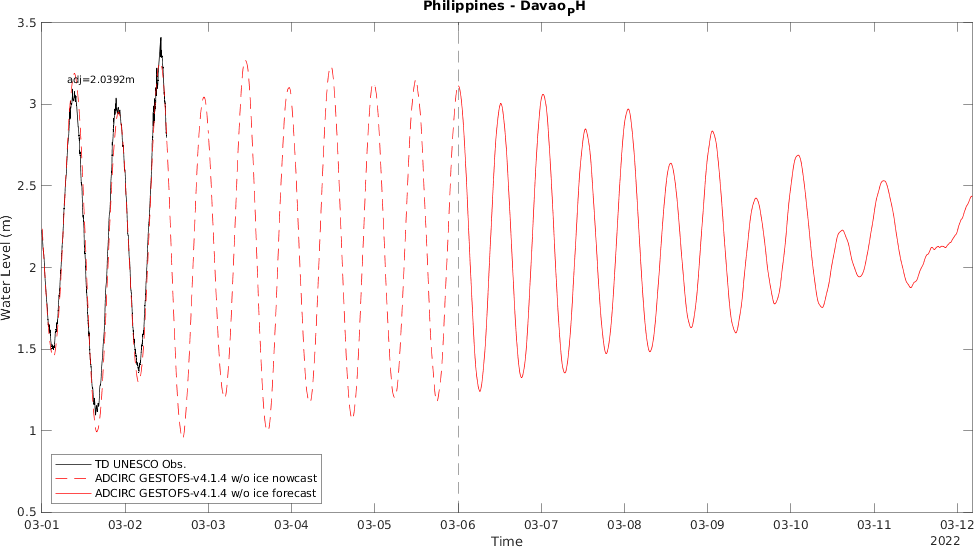 Philippines - DavaoPH
3.5
adj=2.0392m
3
2.5
2
1.5
1
0.5
Water Level (m)
TD UNESCO Obs.
ADCIRC GESTOFS-v4.1.4 w/o ice nowcast
ADCIRC GESTOFS-v4.1.4 w/o ice forecast
03-01 03-02 03-03 03-04 03-05 03-06 03-07 03-08 03-09 03-10 03-11 03-12
Time
2022